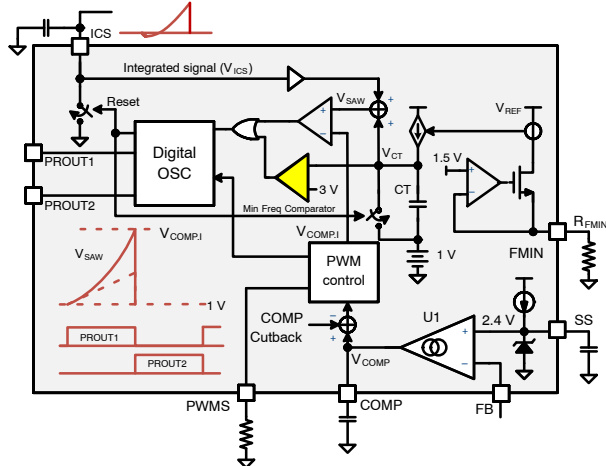 ICS
Integrated signal (VICS)
VSAW
+
+
VREF
Reset
+
−
PROUT1
Digital
OSC
VCT
1.5 V
+
−
CT
3 V
PROUT2
Min Freq Comparator
RFMIN
VCOMP.I
VCOMP.I
VSAW
FMIN
1 V
PWM
control
1 V
COMP
Cutback
−
+
U1
2.4 V
SS
+
−
PROUT1
PROUT2
VCOMP
PWMS
COMP
FB